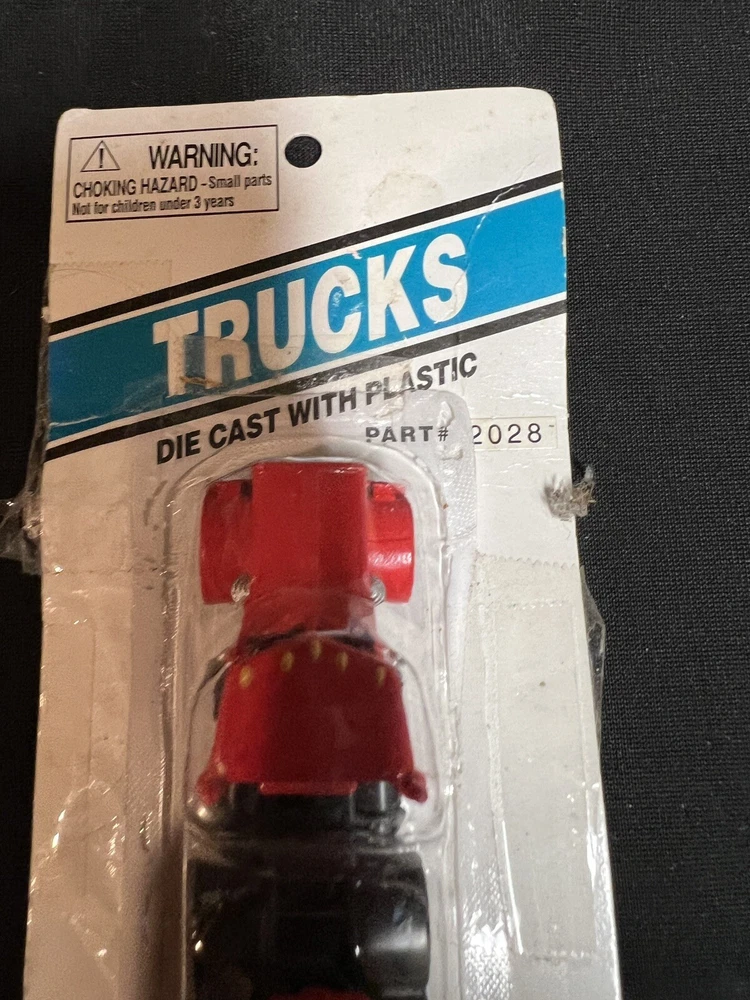 WARNING:
CHOKING HAZARD - Small parts
Not for children under 3 years
TRUCKS
DIE CAST WITH PLASTIC
PART# 2028